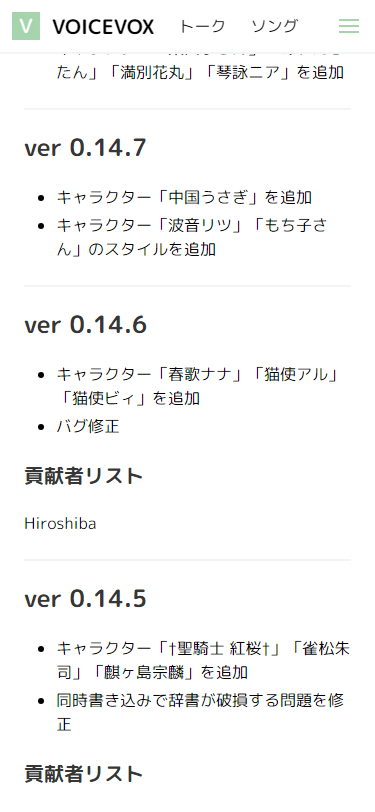 VOICEVOX トーク ソング
たん」「満別花丸」「琴詠ニア」を追加
ver 0.14.7
キャラクター「中国うさぎ」を追加
キャラクター「波音リツ」「もち子さ
ん」のスタイルを追加
ver 0.14.6
キャラクター「春歌ナナ」「猫使アル」
「猫使ビィ」を追加
バグ修正
貢献者リスト
Hiroshiba
ver 0.14.5
キャラクター「†聖騎士 紅桜†」「雀松朱
司」「麒ヶ島宗麟」を追加
同時書き込みで辞書が破損する問題を修
正
貢献者リスト